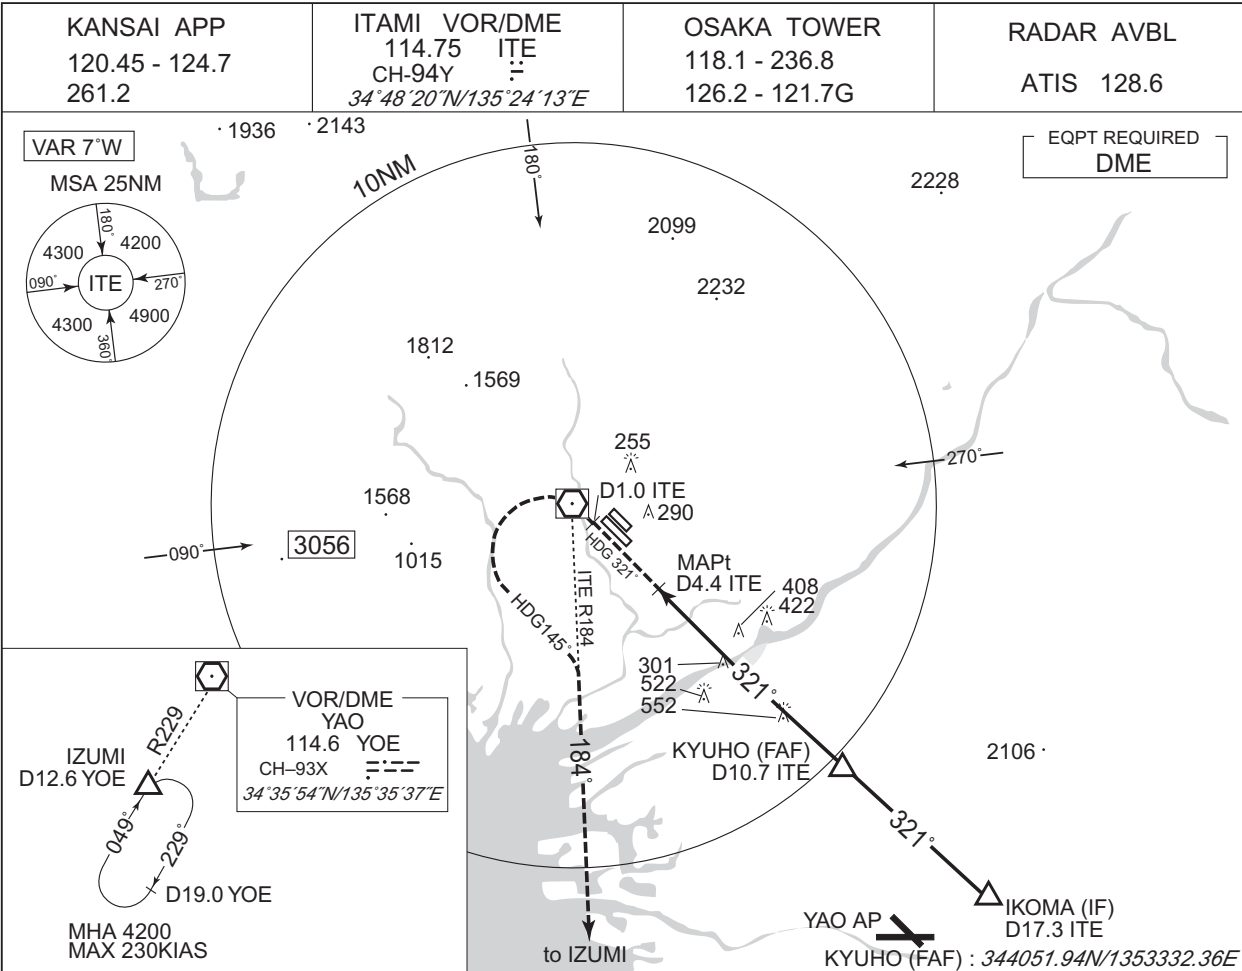 KANSAI APP
120.45 - 124.7
261.2
ITAMI VOR/DME
114.75 ITE
CH-94Y
34°48´20˝N/135°24´13˝E
OSAKA TOWER
118.1 - 236.8
126.2 - 121.7G
RADAR AVBL
ATIS 128.6
VAR 7°W
MSA 25NM
180°
4300
4200
090°
ITE
270°
4300
4900
360°
1936
2143
10NM
180°
EQPT REQUIRED
DME
2228
2099
2232
1812
1569
255
270°
D1.0 ITE
290
1568
090°
3056
1015
HDG 321°
MAPt
D4.4 ITE
408
422
ITE R184
HDG145°
301
522
552
321°
184°
KYUHO (FAF)
D10.7 ITE
2106
321°
IKOMA (IF)
D17.3 ITE
YAO AP
to IZUMI
KYUHO (FAF) : 344051.94N/1353332.36E
VOR/DME
YAO
114.6 YOE
CH–93X
34°35´54˝N/135°35´37˝E
R229
IZUMI
D12.6 YOE
049°
229°
D19.0 YOE
MHA 4200
MAX 230KIAS